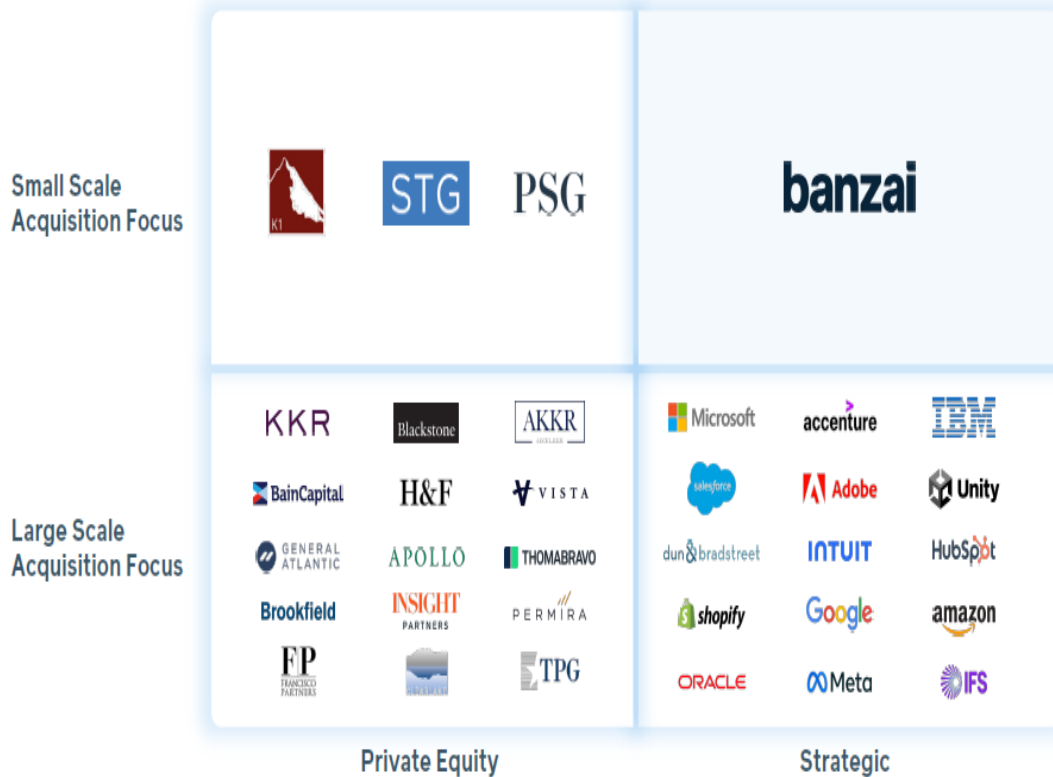 Small Scale
Acquisition Focus
K1
STG
PSG
banzai
Large Scale
Acquisition Focus
KKR
Blackstone
AKKR
Microsoft
accenture
IBM
BainCapital
H&F
VISTA
salesforce
Adobe
Unity
GENERAL
ATLANTIC
APOLLO
THOMABRAVO
dun & bradstreet
INTUIT
HubSpot
Brookfield
INSIGHT
PARTNERS
PERMIRA
shopify
Google
amazon
FP
FRANCISCO
PARTNERS
TPG
ORACLE
Meta
IFS
Private Equity
Strategic